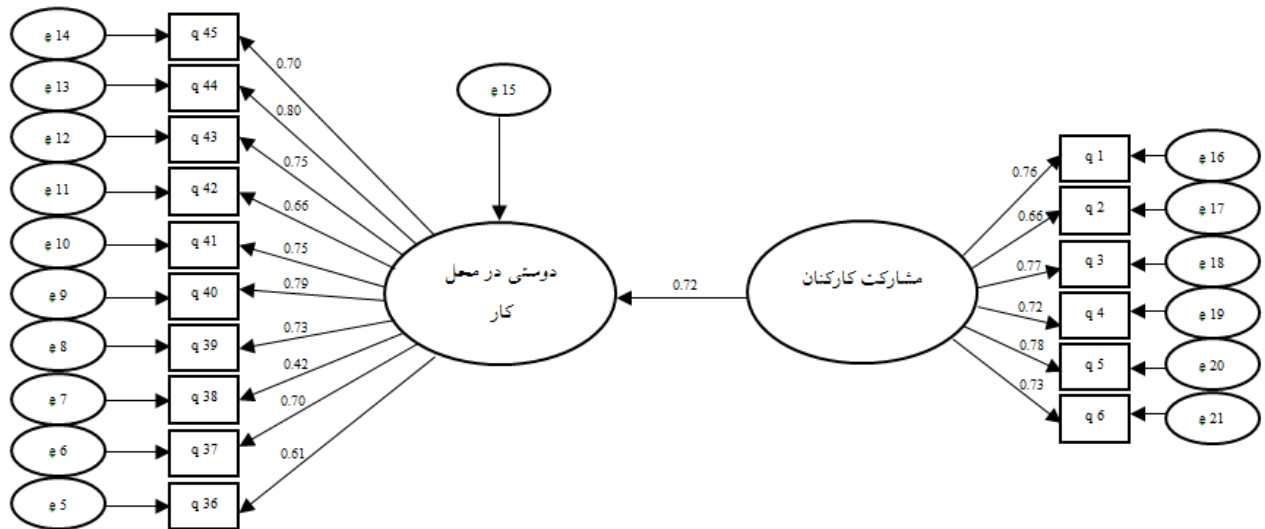 e 14
q 45
0.70
e 13
q 44
0.80
e 12
q 43
0.75
e 11
q 42
0.66
e 10
q 41
0.75
e 9
q 40
0.79
e 8
q 39
0.73
e 7
q 38
0.42
e 6
q 37
0.70
e 5
q 36
0.61
e 15
دوستی در محل
کار
0.72
مشارکت کارکنان
0.76
q 1
e 16
0.66
q 2
e 17
0.77
q 3
e 18
0.72
q 4
e 19
0.78
q 5
e 20
0.73
q 6
e 21